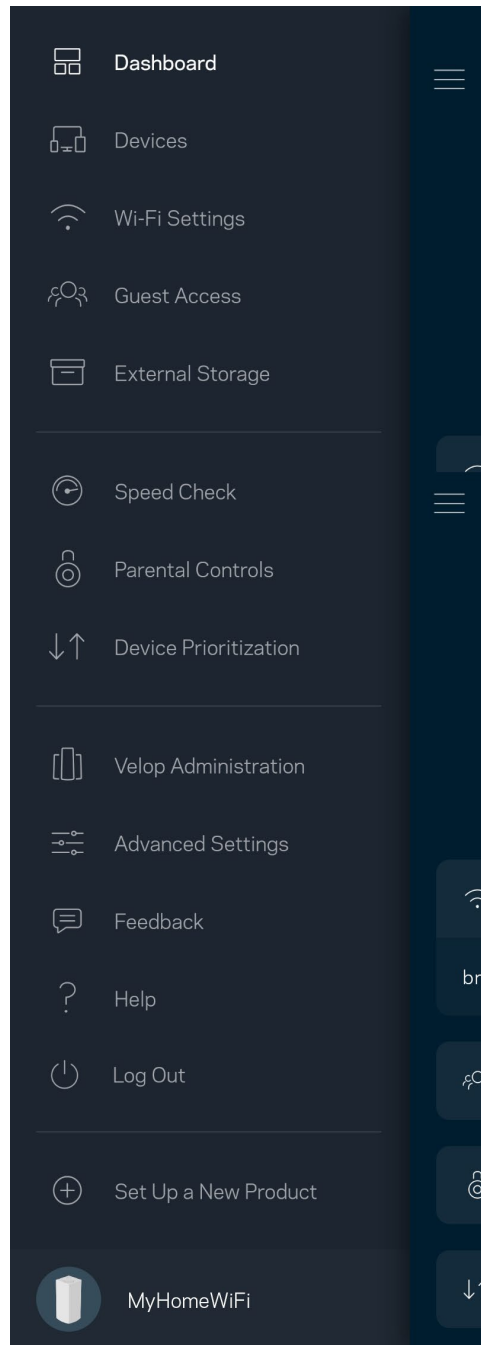 Dashboard
Devices
Wi-Fi Settings
Guest Access
External Storage
Speed Check
Parental Controls
Device Prioritization
Velop Administration
Advanced Settings
Feedback
Help
Log Out
Set Up a New Product
MyHomeWiFi
br